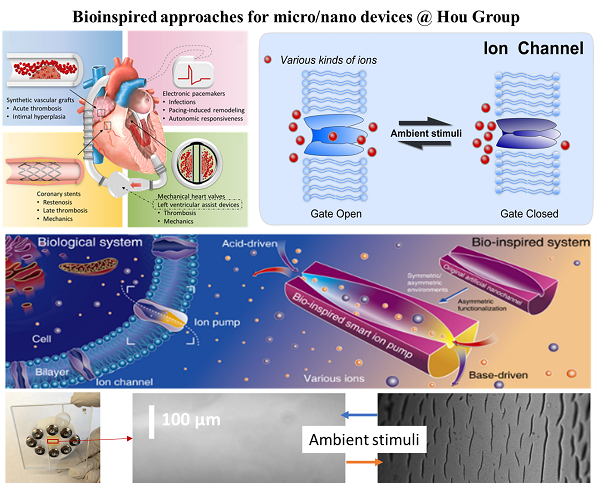 Bioinspired approaches for micro/nano devices @ Hou Group
Synthetic vascular grafts
• Acute thrombosis
• Intimal hyperplasia
Electronic pacemakers
• Infections
• Pacing-induced remodeling
• Autonomic responsiveness
Coronary stents
• Restenosis
• Late thrombosis
• Mechanics
Mechanical heart valves
Left ventricular assist devices
• Thrombosis
• Mechanics
Ion Channel
Various kinds of ions
Ambient stimuli
Gate Open
Gate Closed
Biological system
Ion pump
Cell
Bilayer
Ion channel
Acid-driven
Bio-inspired system
Symmetric/
asymmetric
environments
Original artificial nanochannel
Asymmetric
functionalization
Bio-inspired smart ion pump
Various ions
Base-driven
100 μm
Ambient stimuli